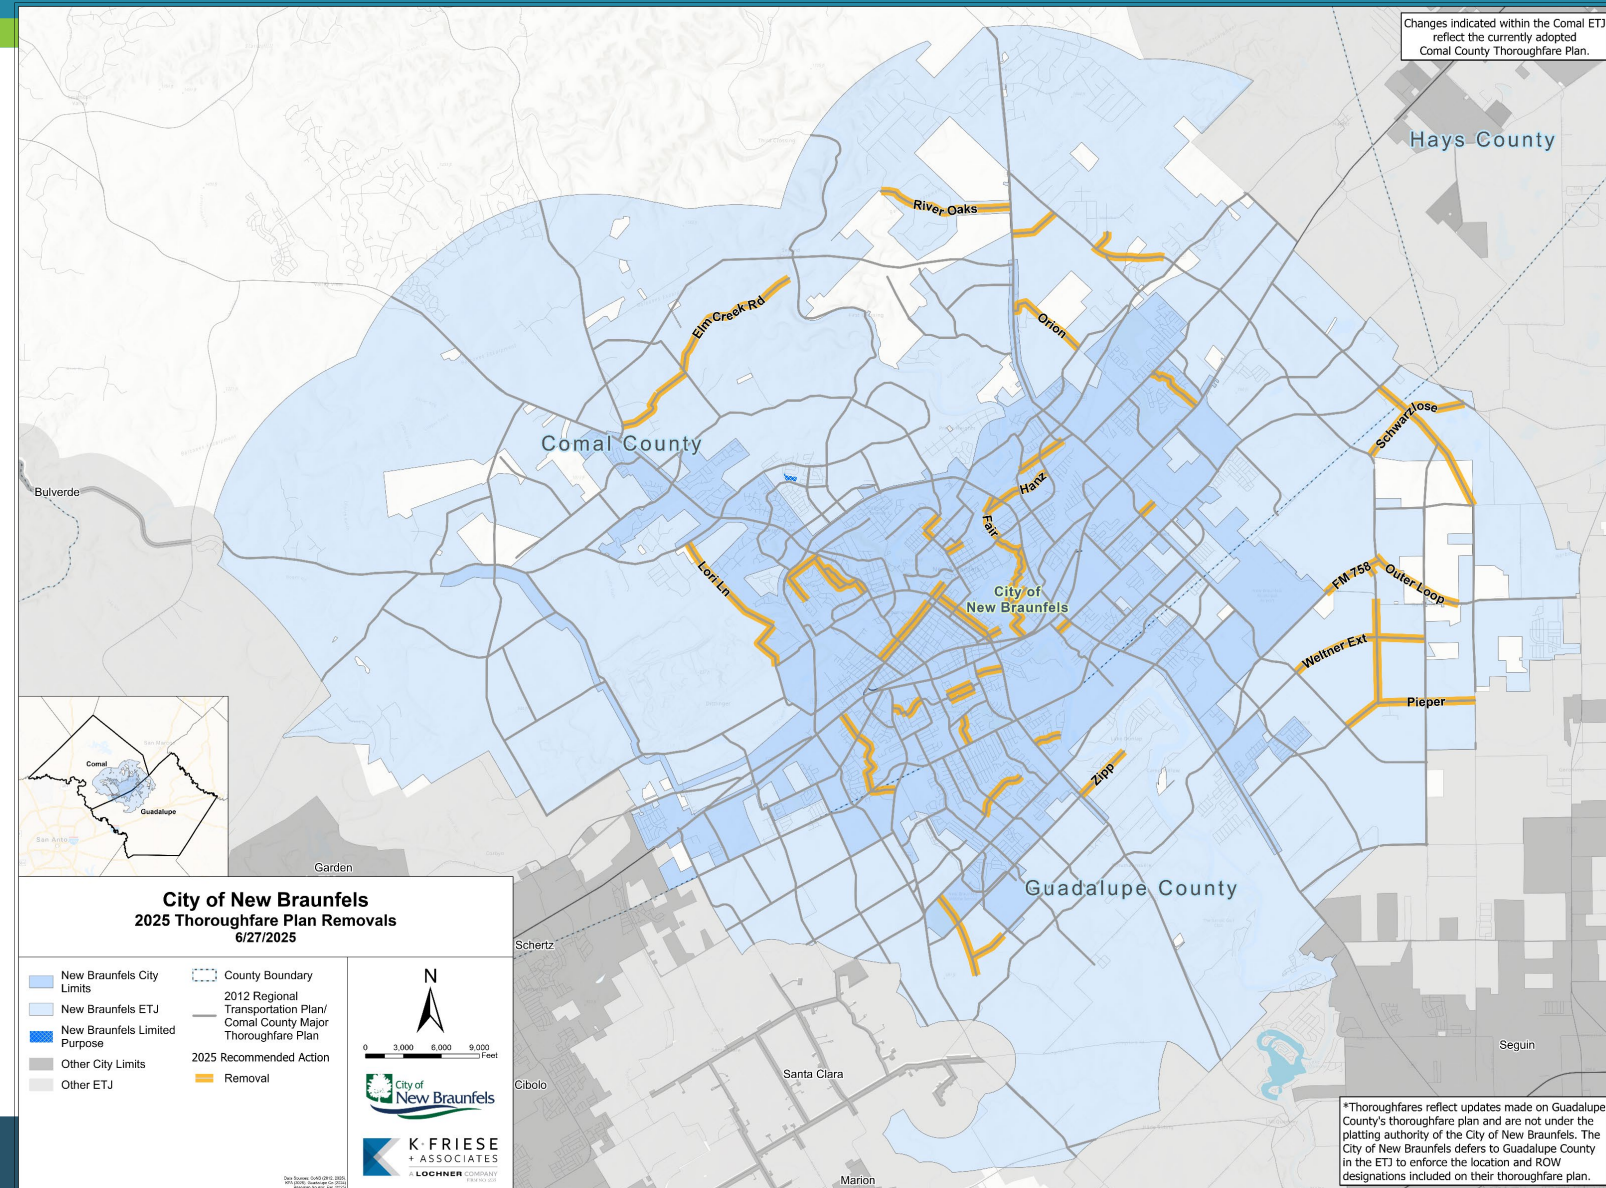 Changes indicated within the Comal ETJ
reflect the currently adopted
Comal County Thoroughfare Plan.
Hays County
River Oaks
Elm Creek Rd
Orion
Schwarzlose
Comal County
Bulverde
Hanz
Fair
Lori Ln
FM 758
Outer Loop
City of
New Braunfels
Weltner Ext
Pieper
Zipp
Comal
Guadalupe
Garden
Guadalupe County
City of New Braunfels
2025 Thoroughfare Plan Removals
6/27/2025
Schertz
New Braunfels City
Limits
New Braunfels ETJ
New Braunfels Limited
Purpose
Other City Limits
Other ETJ
County Boundary
2012 Regional
Transportation Plan/
Comal County Major
Thoroughfare Plan
2025 Recommended Action
Removal
N
0 3,000 6,000 9,000
Feet
City of
New Braunfels
K·FRIESE
+ ASSOCIATES
A LOCHNER COMPANY
Cibolo
Santa Clara
Marion
Seguin
*Thoroughfares reflect updates made on Guadalupe
County's thoroughfare plan and are not under the
platting authority of the City of New Braunfels. The
City of New Braunfels defers to Guadalupe County
in the ETJ to enforce the location and ROW
designations included on their thoroughfare plan.